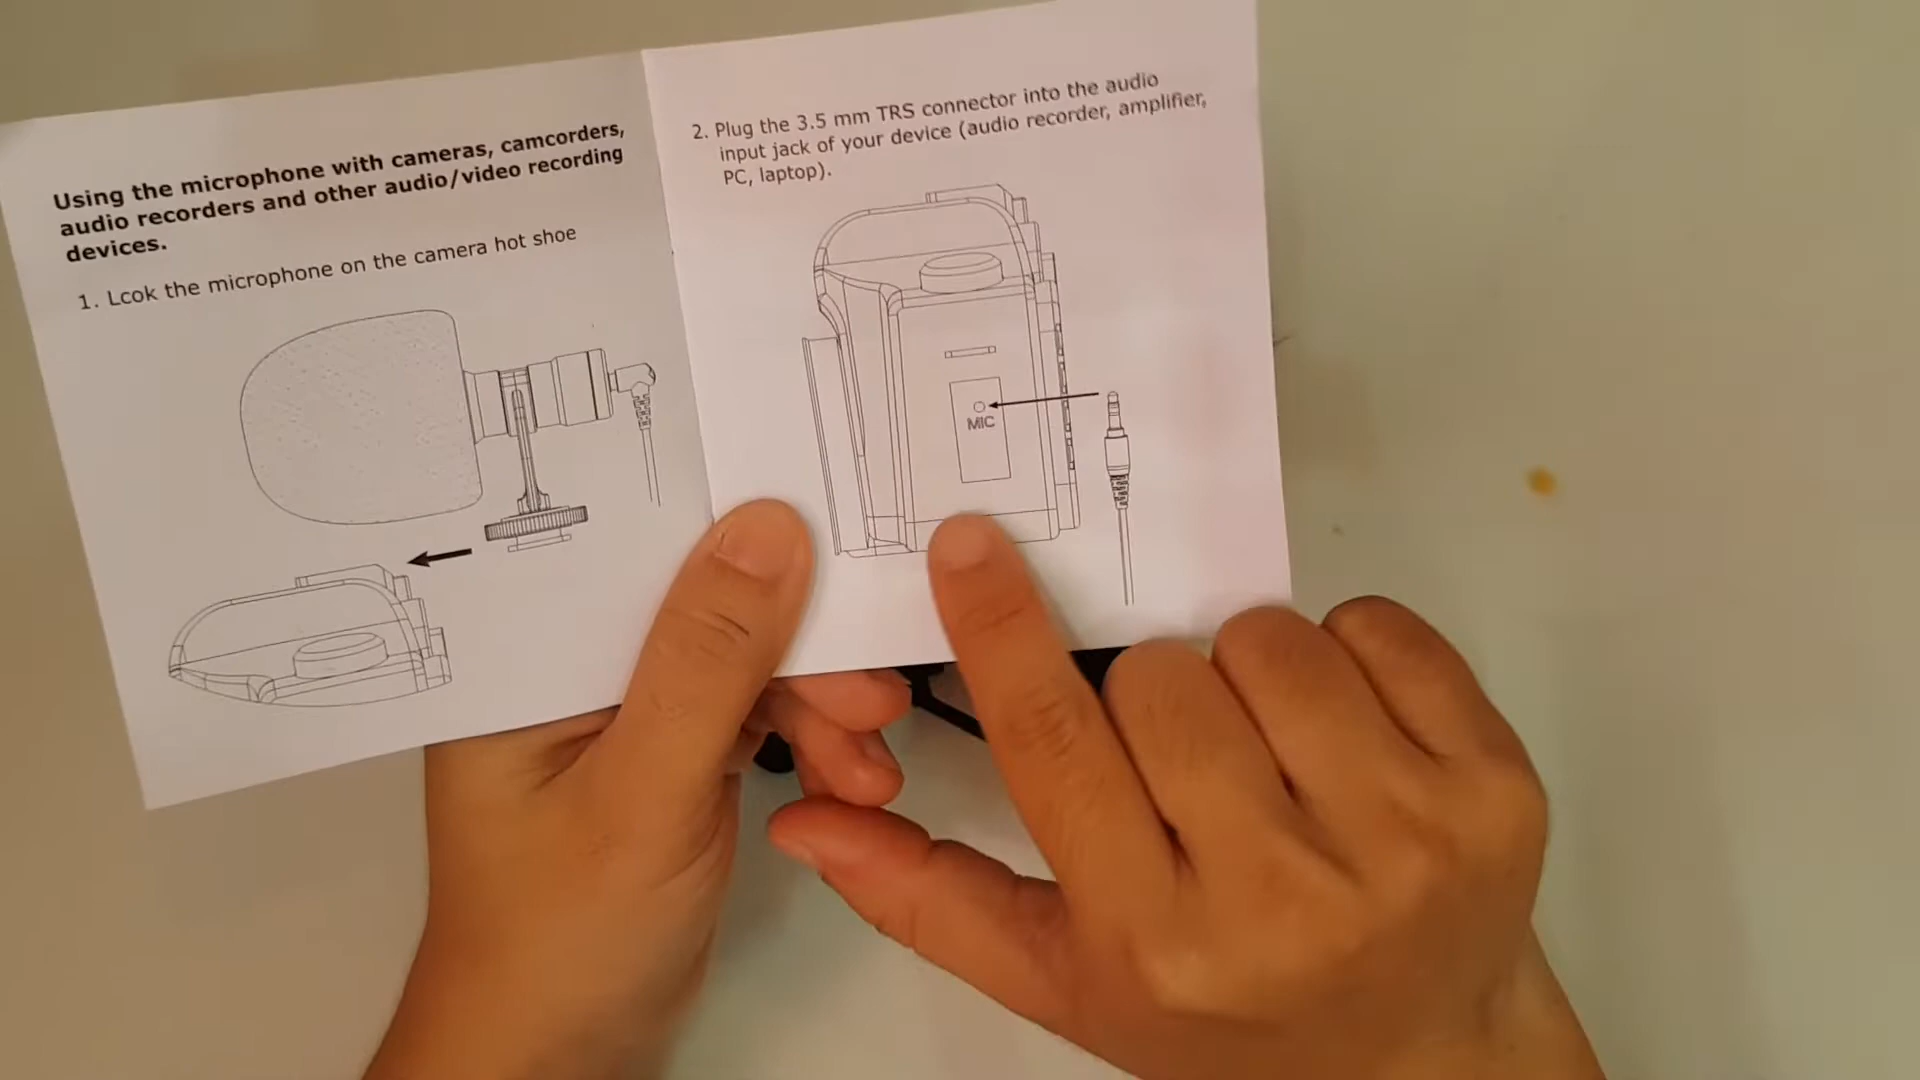 Using the microphone with cameras, camcorders,
audio recorders and other audio/video recording
devices.
1. Lcok the microphone on the camera hot shoe
2. Plug the 3.5 mm TRS connector into the audio
input jack of your device (audio recorder, amplifier,
PC, laptop).
MIC